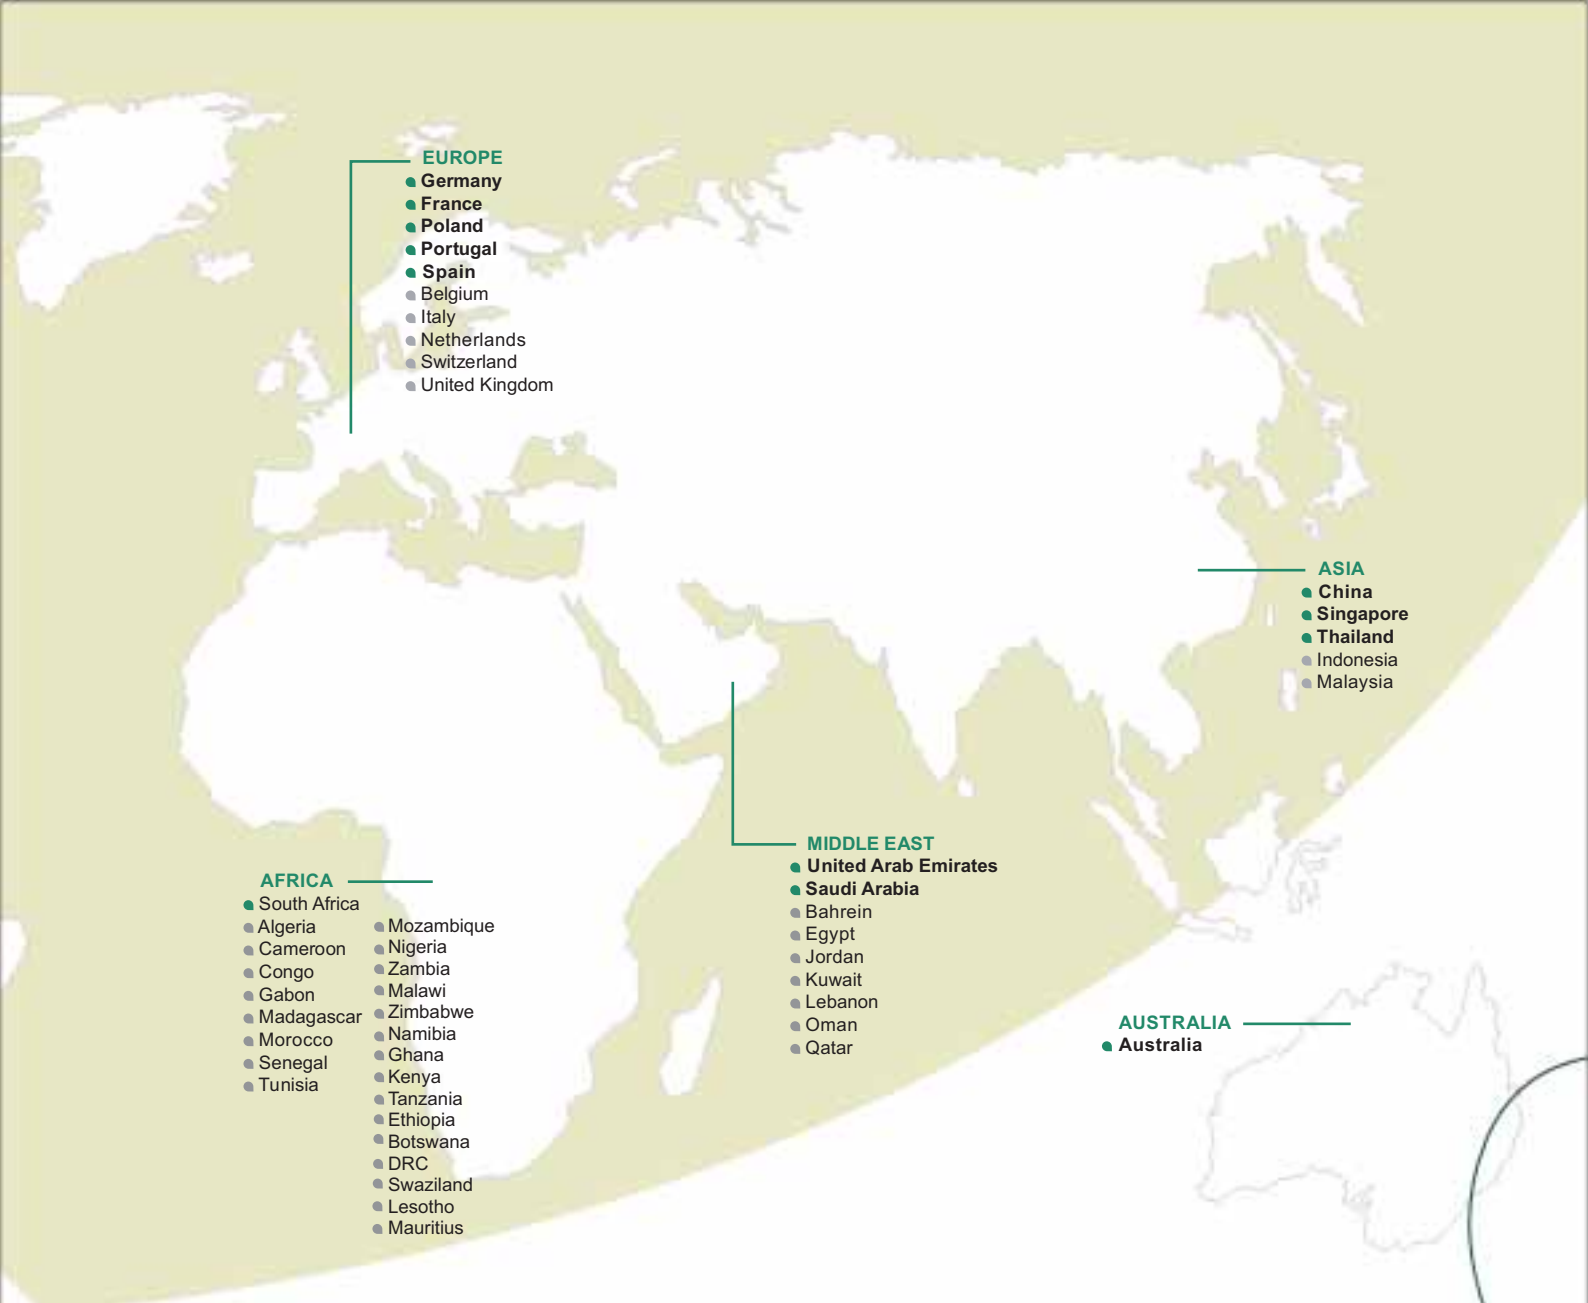 EUROPE
Germany
France
Poland
Portugal
Spain
Belgium
Italy
Netherlands
Switzerland
United Kingdom
ASIA
China
Singapore
Thailand
Indonesia
Malaysia
MIDDLE EAST
United Arab Emirates
Saudi Arabia
Bahrein
Egypt
Jordan
Kuwait
Lebanon
Oman
Qatar
AFRICA
South Africa
Algeria
Cameroon
Congo
Gabon
Madagascar
Morocco
Senegal
Tunisia
Mozambique
Nigeria
Zambia
Malawi
Zimbabwe
Namibia
Ghana
Kenya
Tanzania
Ethiopia
Botswana
DRC
Swaziland
Lesotho
Mauritius
AUSTRALIA
Australia